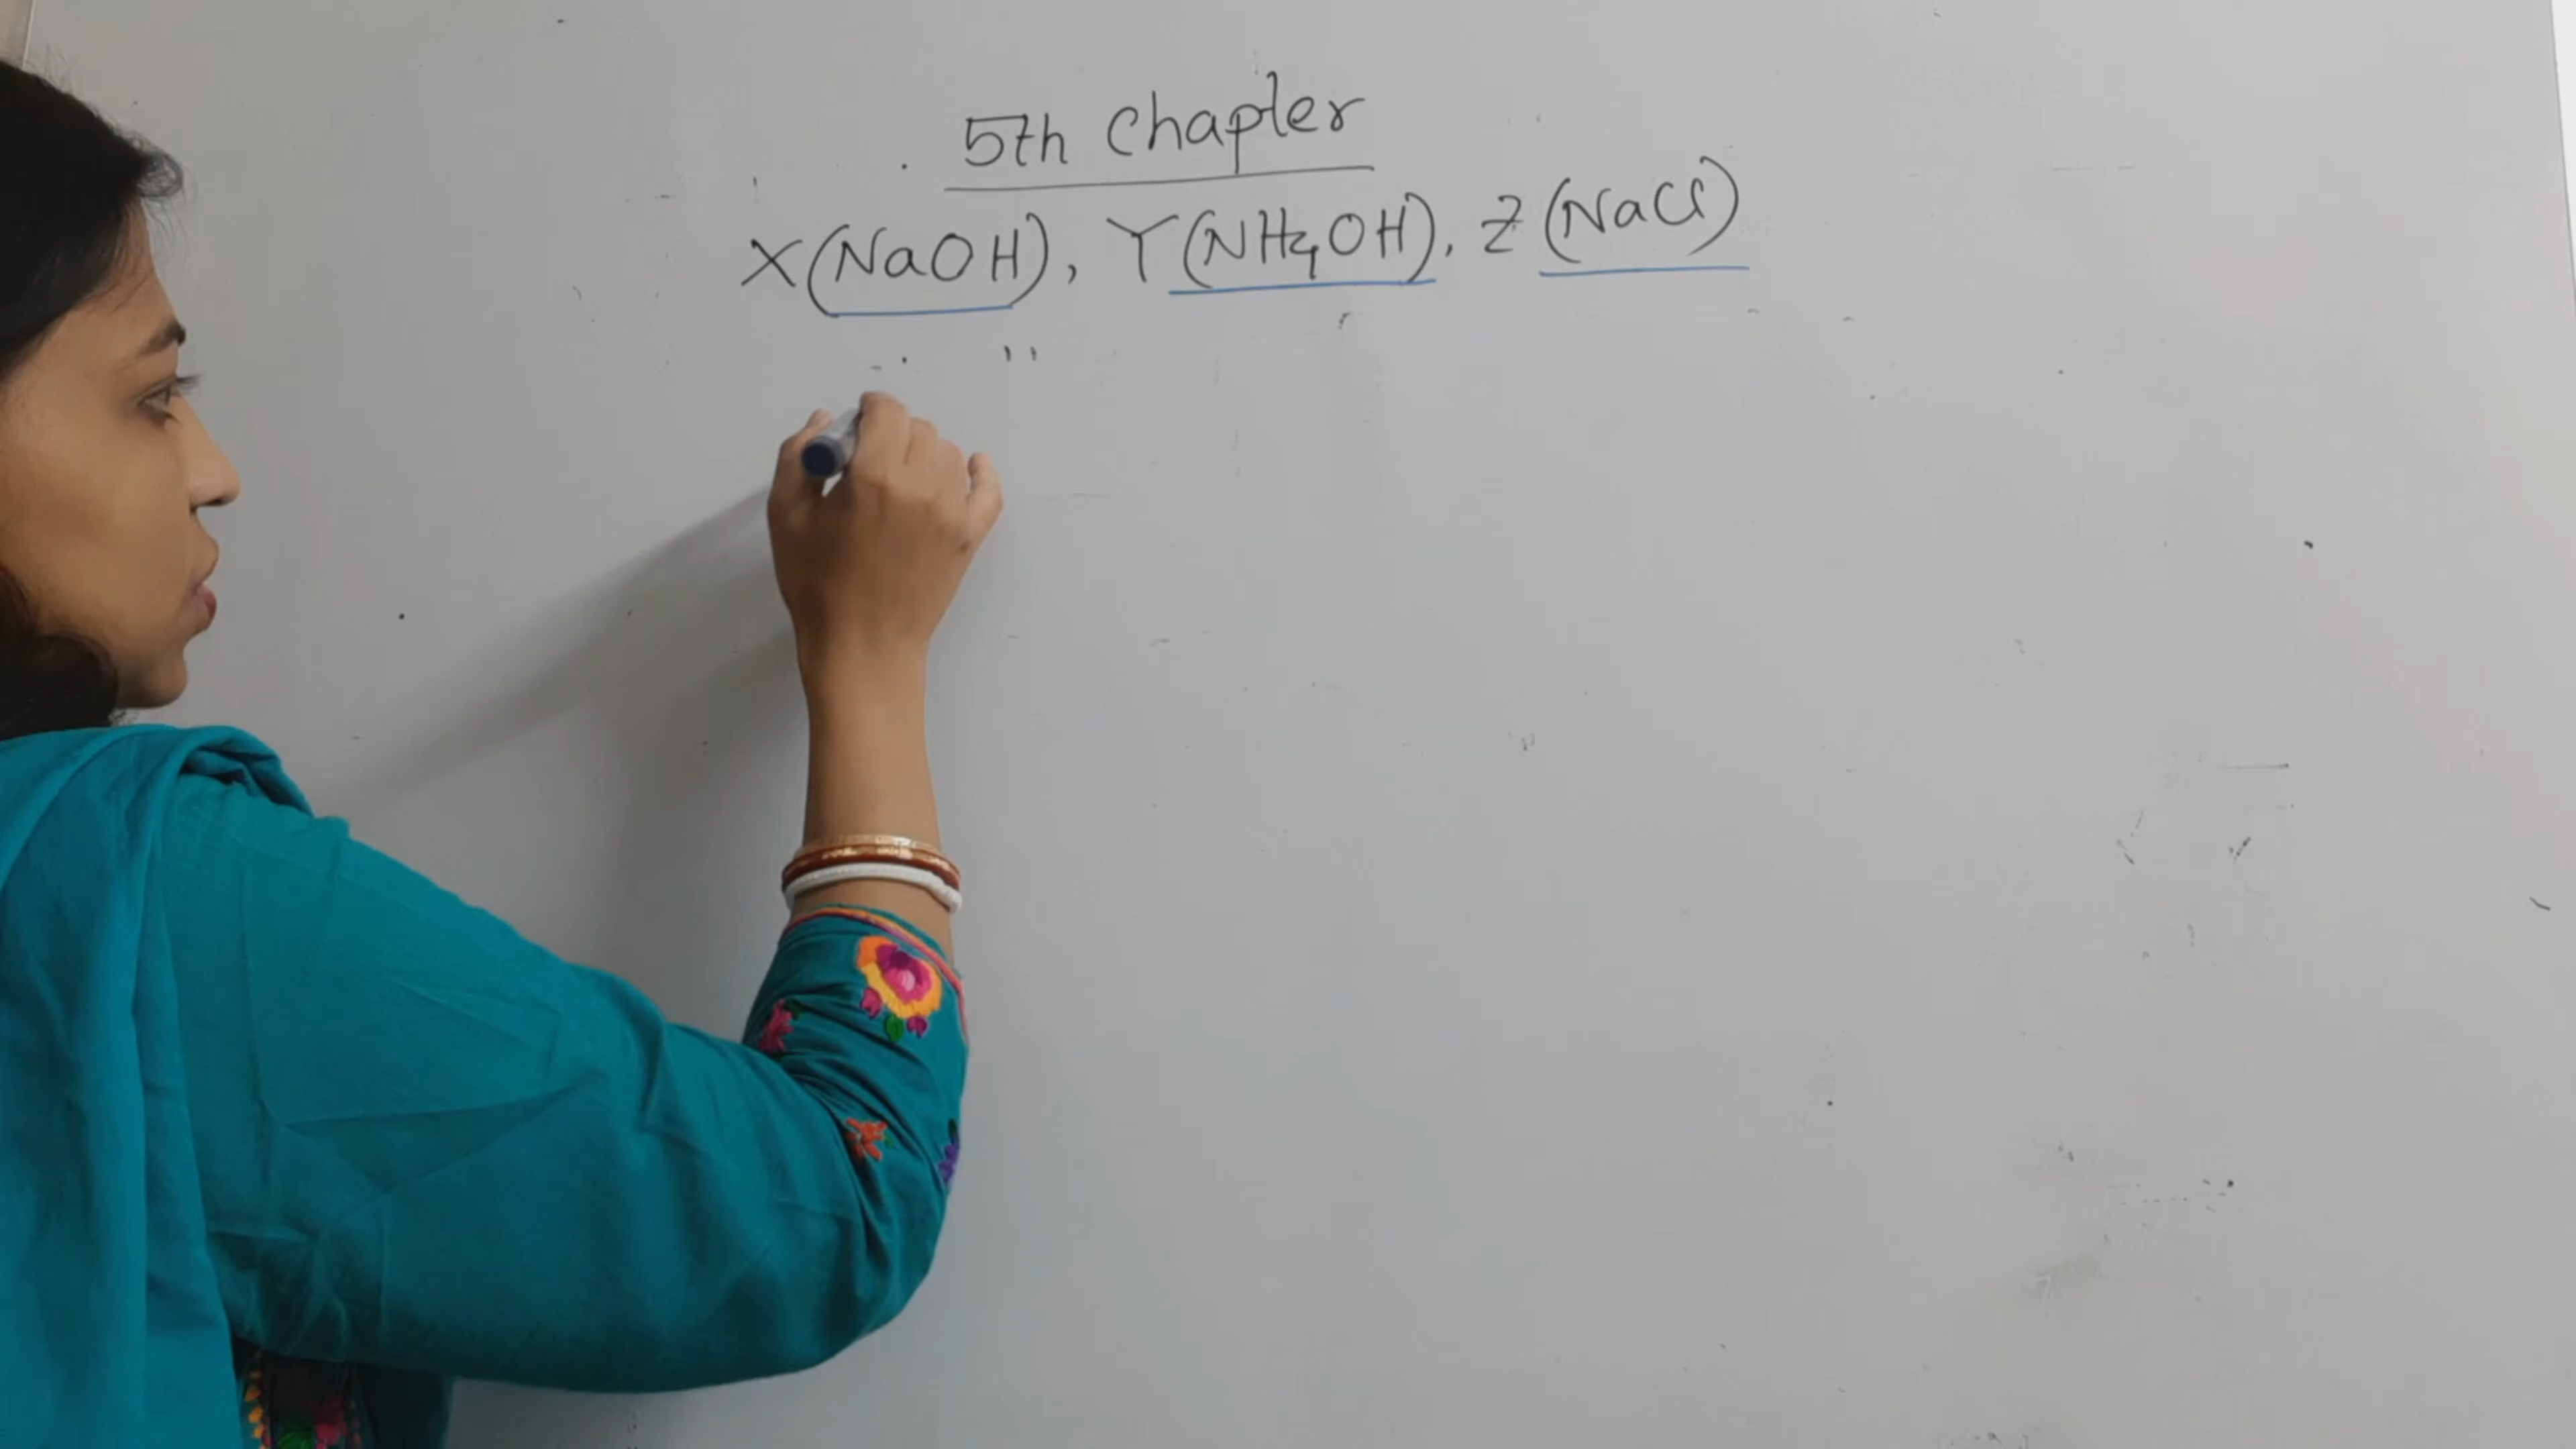 5th Chapter
X(NaOH), Y(NH₄OH), Z(NaCl)